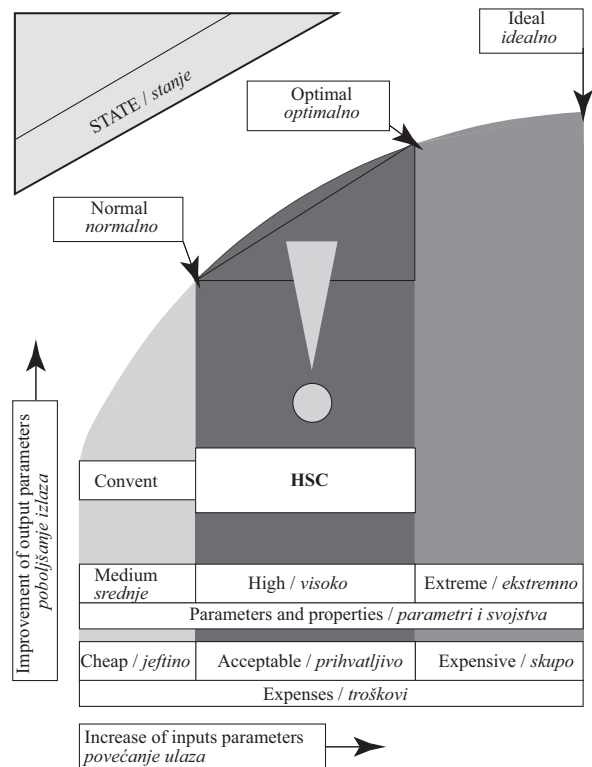 Ideal
idealno
STATE / stanje
Optimal
optimalno
Normal
normalno
Improvement of output parameters
poboljšanje izlaza
Convent
HSC
Medium
srednje
High / visoko
Extreme / ekstremno
Parameters and properties / parametri i svojstva
Cheap / jeftino
Acceptable / prihvatljivo
Expensive / skupo
Expenses / troškovi
Increase of inputs parameters
povećanje ulaza